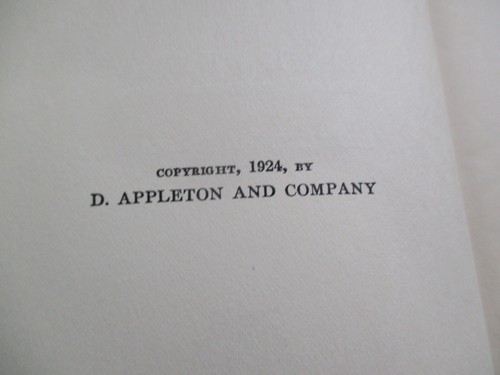 COPYRIGHT, 1924, BY
D. APPLETON AND COMPANY